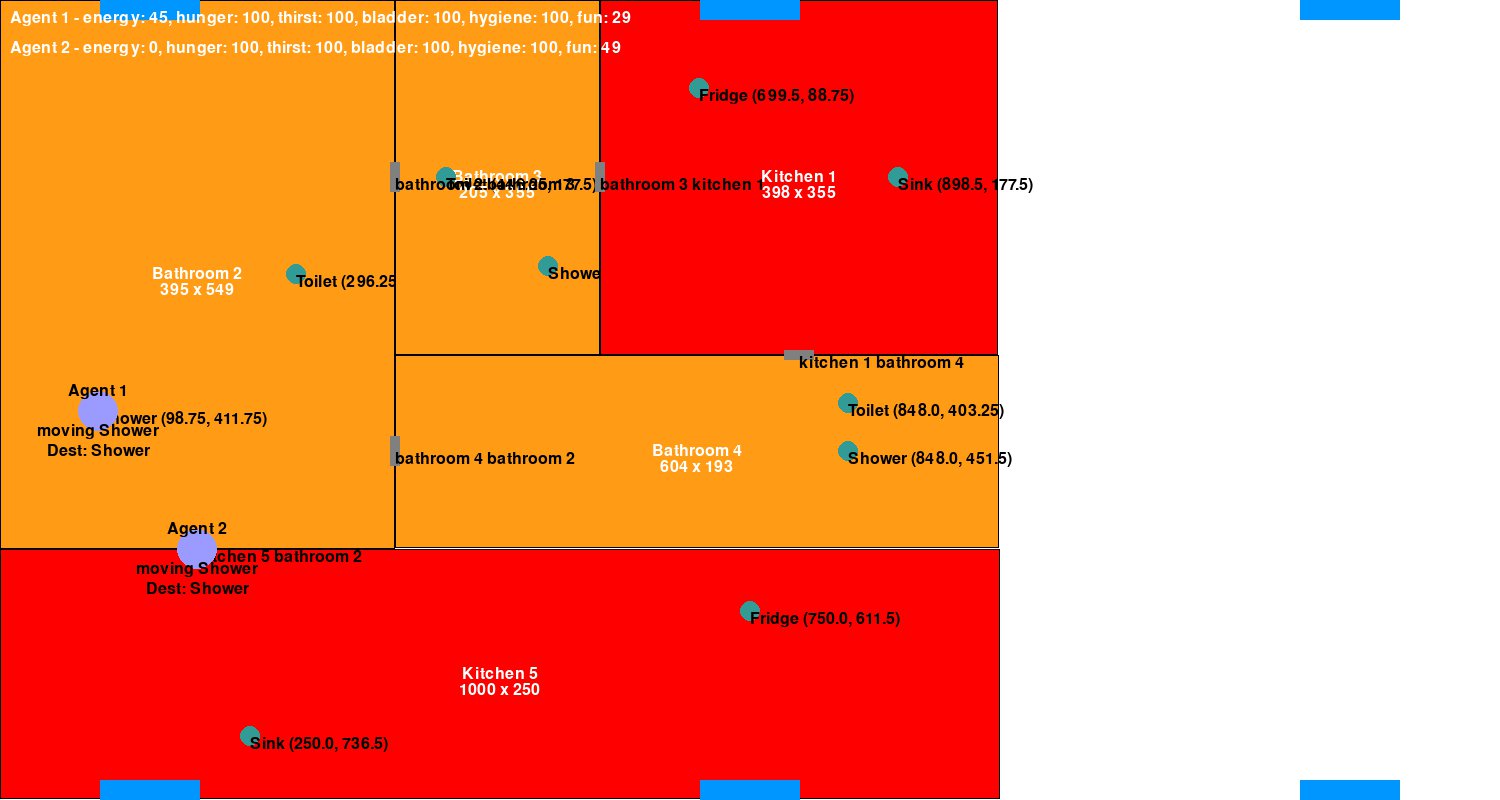 Agent 1 - energy: 45, hunger: 100, thirst: 100, bladder: 100, hygiene: 100, fun: 29
Agent 2 - energy: 0, hunger: 100, thirst: 100, bladder: 100, hygiene: 100, fun: 49
Fridge (699.5, 88.75)
Bathroom 3
205 x 355
bathroom 3 kitchen 1
Kitchen 1
398 x 355
Sink (898.5, 177.5)
Bathroom 2
395 x 549
Toilet (296.25
Showe
kitchen 1 bathroom 4
Agent 1
hower (98.75, 411.75)
moving Shower
Dest: Shower
Toilet (848.0, 403.25)
Bathroom 4
604 x 193
bathroom 4 bathroom 2
Shower (848.0, 451.5)
Agent 2
tchen 5 bathroom 2
moving Shower
Dest: Shower
Fridge (750.0, 611.5)
Kitchen 5
1000 x 250
Sink (250.0, 736.5)